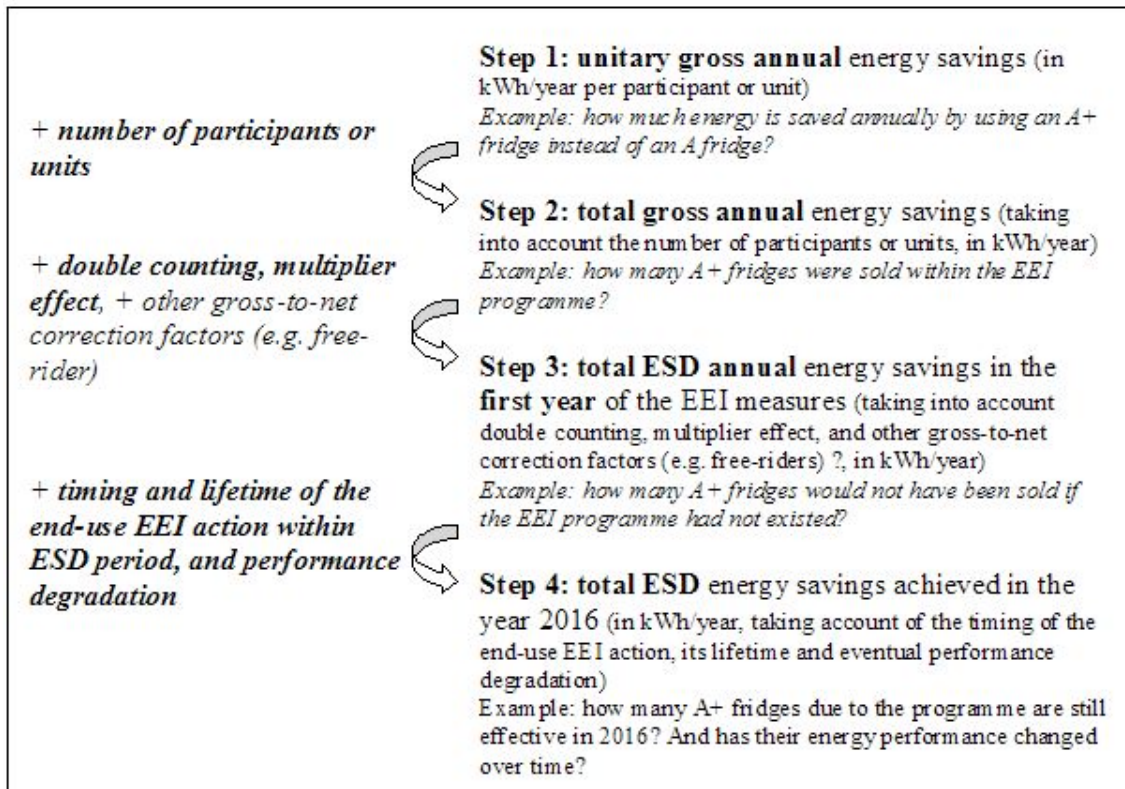 Step 1: unitary gross annual energy savings (in
kWh/year per participant or unit)
Example: how much energy is saved annually by using an A+
fridge instead of an A fridge?
+ number of participants or
units
Step 2: total gross annual energy savings (taking
into account the number of participants or units, in kWh/year)
Example: how many A+ fridges were sold within the EEI
programme?
+ double counting, multiplier
effect, + other gross-to-net
correction factors (e.g. free-
rider)
Step 3: total ESD annual energy savings in the
first year of the EEI measures (taking into account
double counting, multiplier effect, and other gross-to-net
correction factors (e.g. free-riders) ?, in kWh/year)
Example: how many A+ fridges would not have been sold if
the EEI programme had not existed?
+ timing and lifetime of the
end-use EEI action within
ESD period, and performance
degradation
Step 4: total ESD energy savings achieved in the
year 2016 (in kWh/year, taking account of the timing of the
end-use EEI action, its lifetime and eventual performance
degradation)
Example: how many A+ fridges due to the programme are still
effective in 2016? And has their energy performance changed
over time?